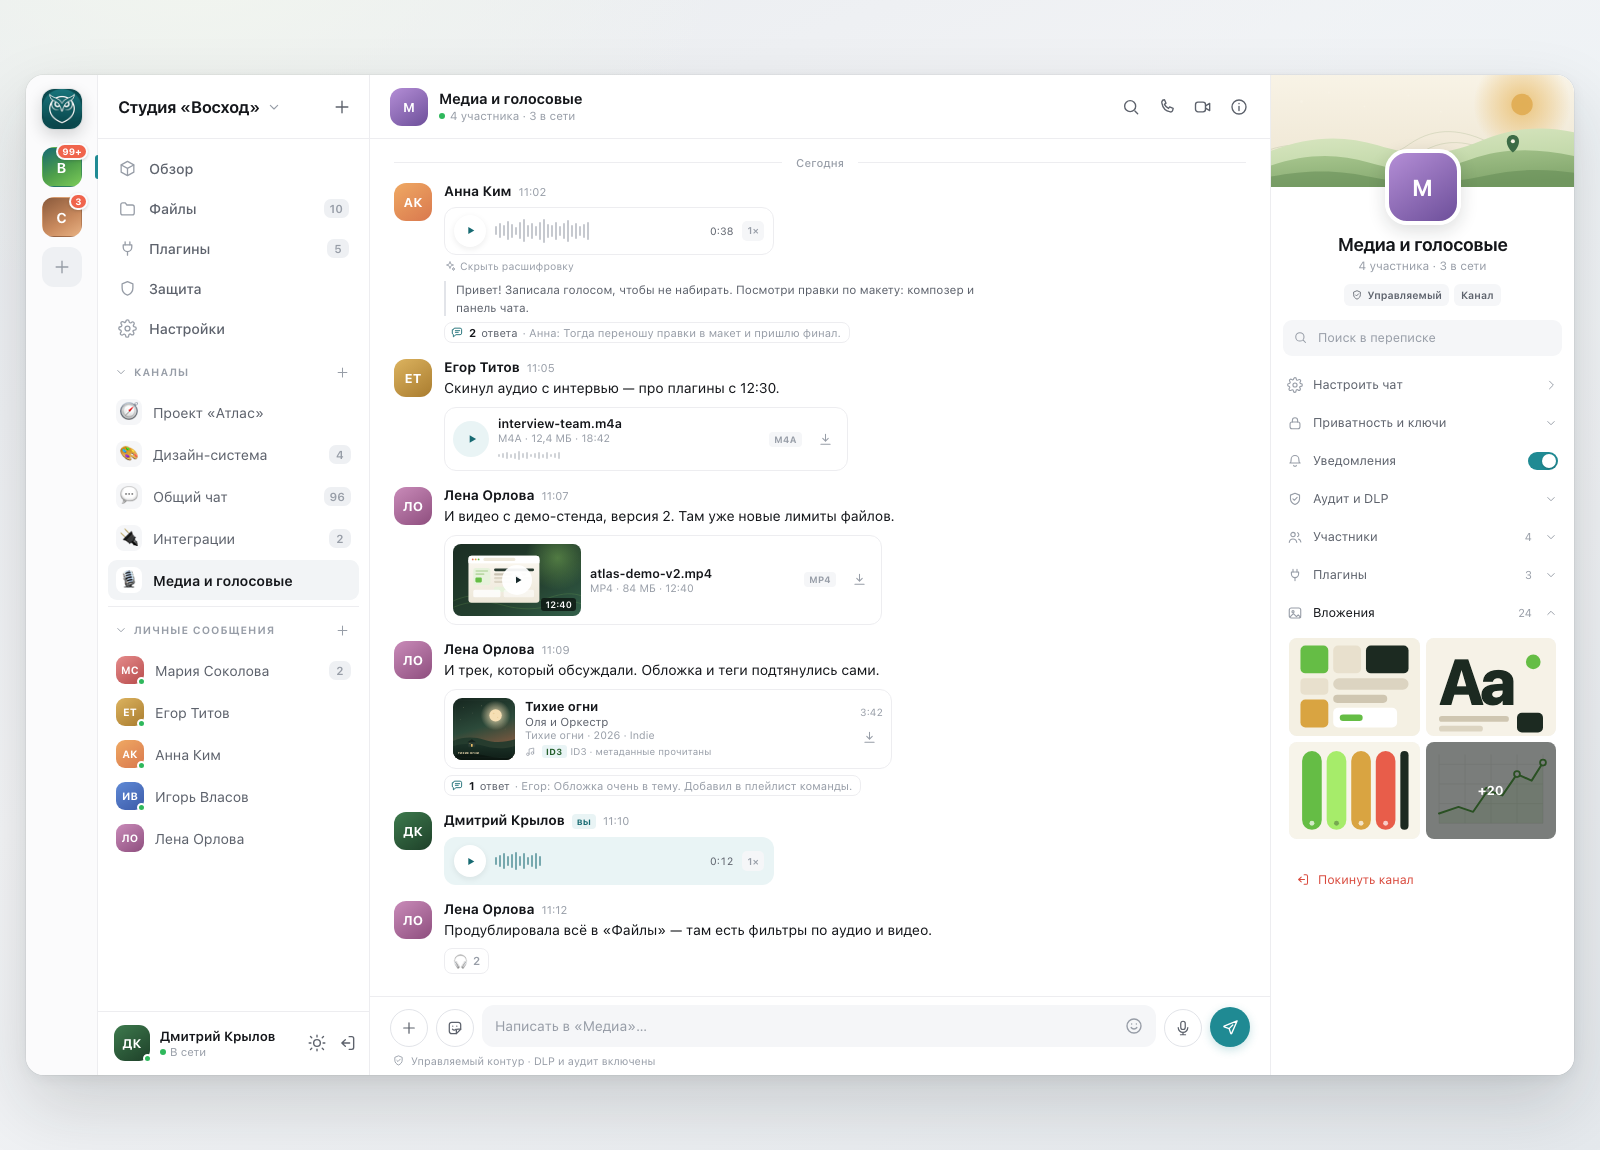 99+
В
3
С
Студия «Восход»
Обзор
Файлы 10
Плагины 5
Защита
Настройки
КАНАЛЫ
Проект «Атлас»
Дизайн-система 4
Общий чат 96
Интеграции 2
Медиа и голосовые
ЛИЧНЫЕ СООБЩЕНИЯ
МС Мария Соколова 2
ЕТ Егор Титов
АК Анна Ким
ИВ Игорь Власов
ЛО Лена Орлова
ДК Дмитрий Крылов
В сети
М Медиа и голосовые
4 участника · 3 в сети
Сегодня
АК Анна Ким 11:02
0:38 1×
Скрыть расшифровку
Привет! Записала голосом, чтобы не набирать. Посмотри правки по макету: композер и
панель чата.
2 ответа · Анна: Тогда переношу правки в макет и пришлю финал.
ЕТ Егор Титов 11:05
Скинул аудио с интервью — про плагины с 12:30.
interview-team.m4a
M4A · 12,4 МБ · 18:42
M4A
ЛО Лена Орлова 11:07
И видео с демо-стенда, версия 2. Там уже новые лимиты файлов.
12:40
atlas-demo-v2.mp4
MP4 · 84 МБ · 12:40
MP4
ЛО Лена Орлова 11:09
И трек, который обсуждали. Обложка и теги подтянулись сами.
Тихие огни
Оля и Оркестр
Тихие огни · 2026 · Indie
ID3 ID3 · метаданные прочитаны
3:42
1 ответ · Егор: Обложка очень в тему. Добавил в плейлист команды.
ДК Дмитрий Крылов вы 11:10
0:12 1×
ЛО Лена Орлова 11:12
Продублировала всё в «Файлы» — там есть фильтры по аудио и видео.
2
Написать в «Медиа»…
Управляемый контур · DLP и аудит включены
М
Медиа и голосовые
4 участника · 3 в сети
Управляемый Канал
Поиск в переписке
Настроить чат
Приватность и ключи
Уведомления
Аудит и DLP
Участники 4
Плагины 3
Вложения 24
Aa
+20
Покинуть канал